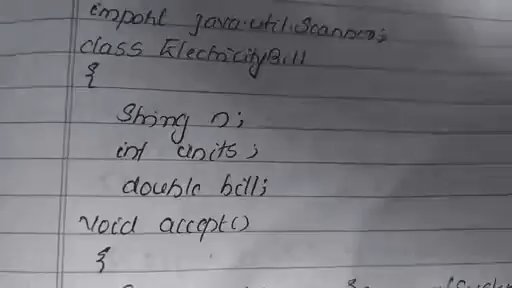 import java.util.Scanner;
class ElectricityBill
{
String n;
int units;
double bill;
void accept()
{